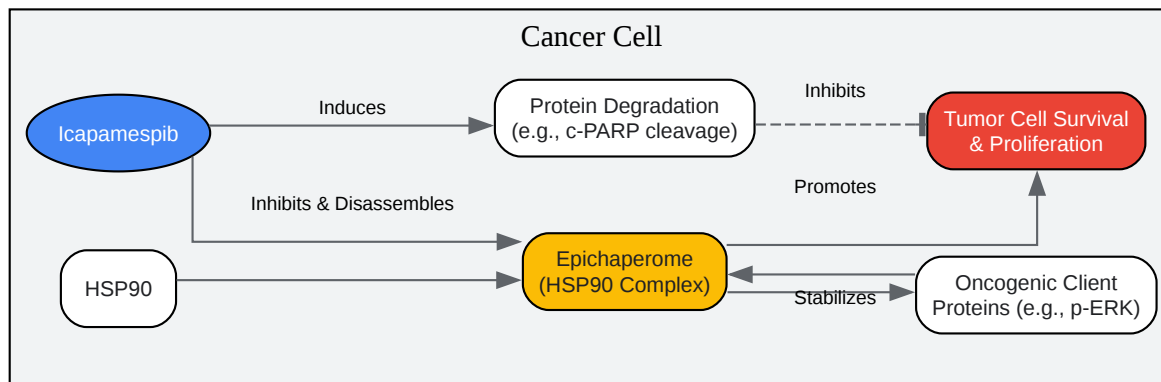 Cancer Cell
Icapamespib
Induces
Protein Degradation
(e.g., c-PARP cleavage)
Inhibits
Tumor Cell Survival
& Proliferation
Inhibits & Disassembles
Promotes
HSP90
Epichaperome
(HSP90 Complex)
Stabilizes
Oncogenic Client
Proteins (e.g., p-ERK)